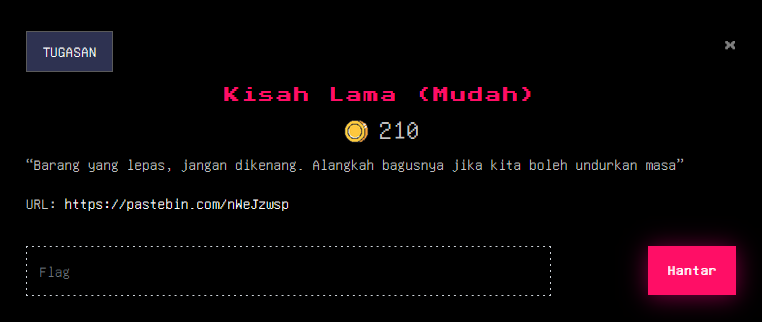 TUGASAN
Kisah Lama (Mudah)
210
“Barang yang lepas, jangan dikenang. Alangkah bagusnya jika kita boleh undurkan masa”
URL: https://pastebin.com/nWeJzwsp
Flag
Hantar